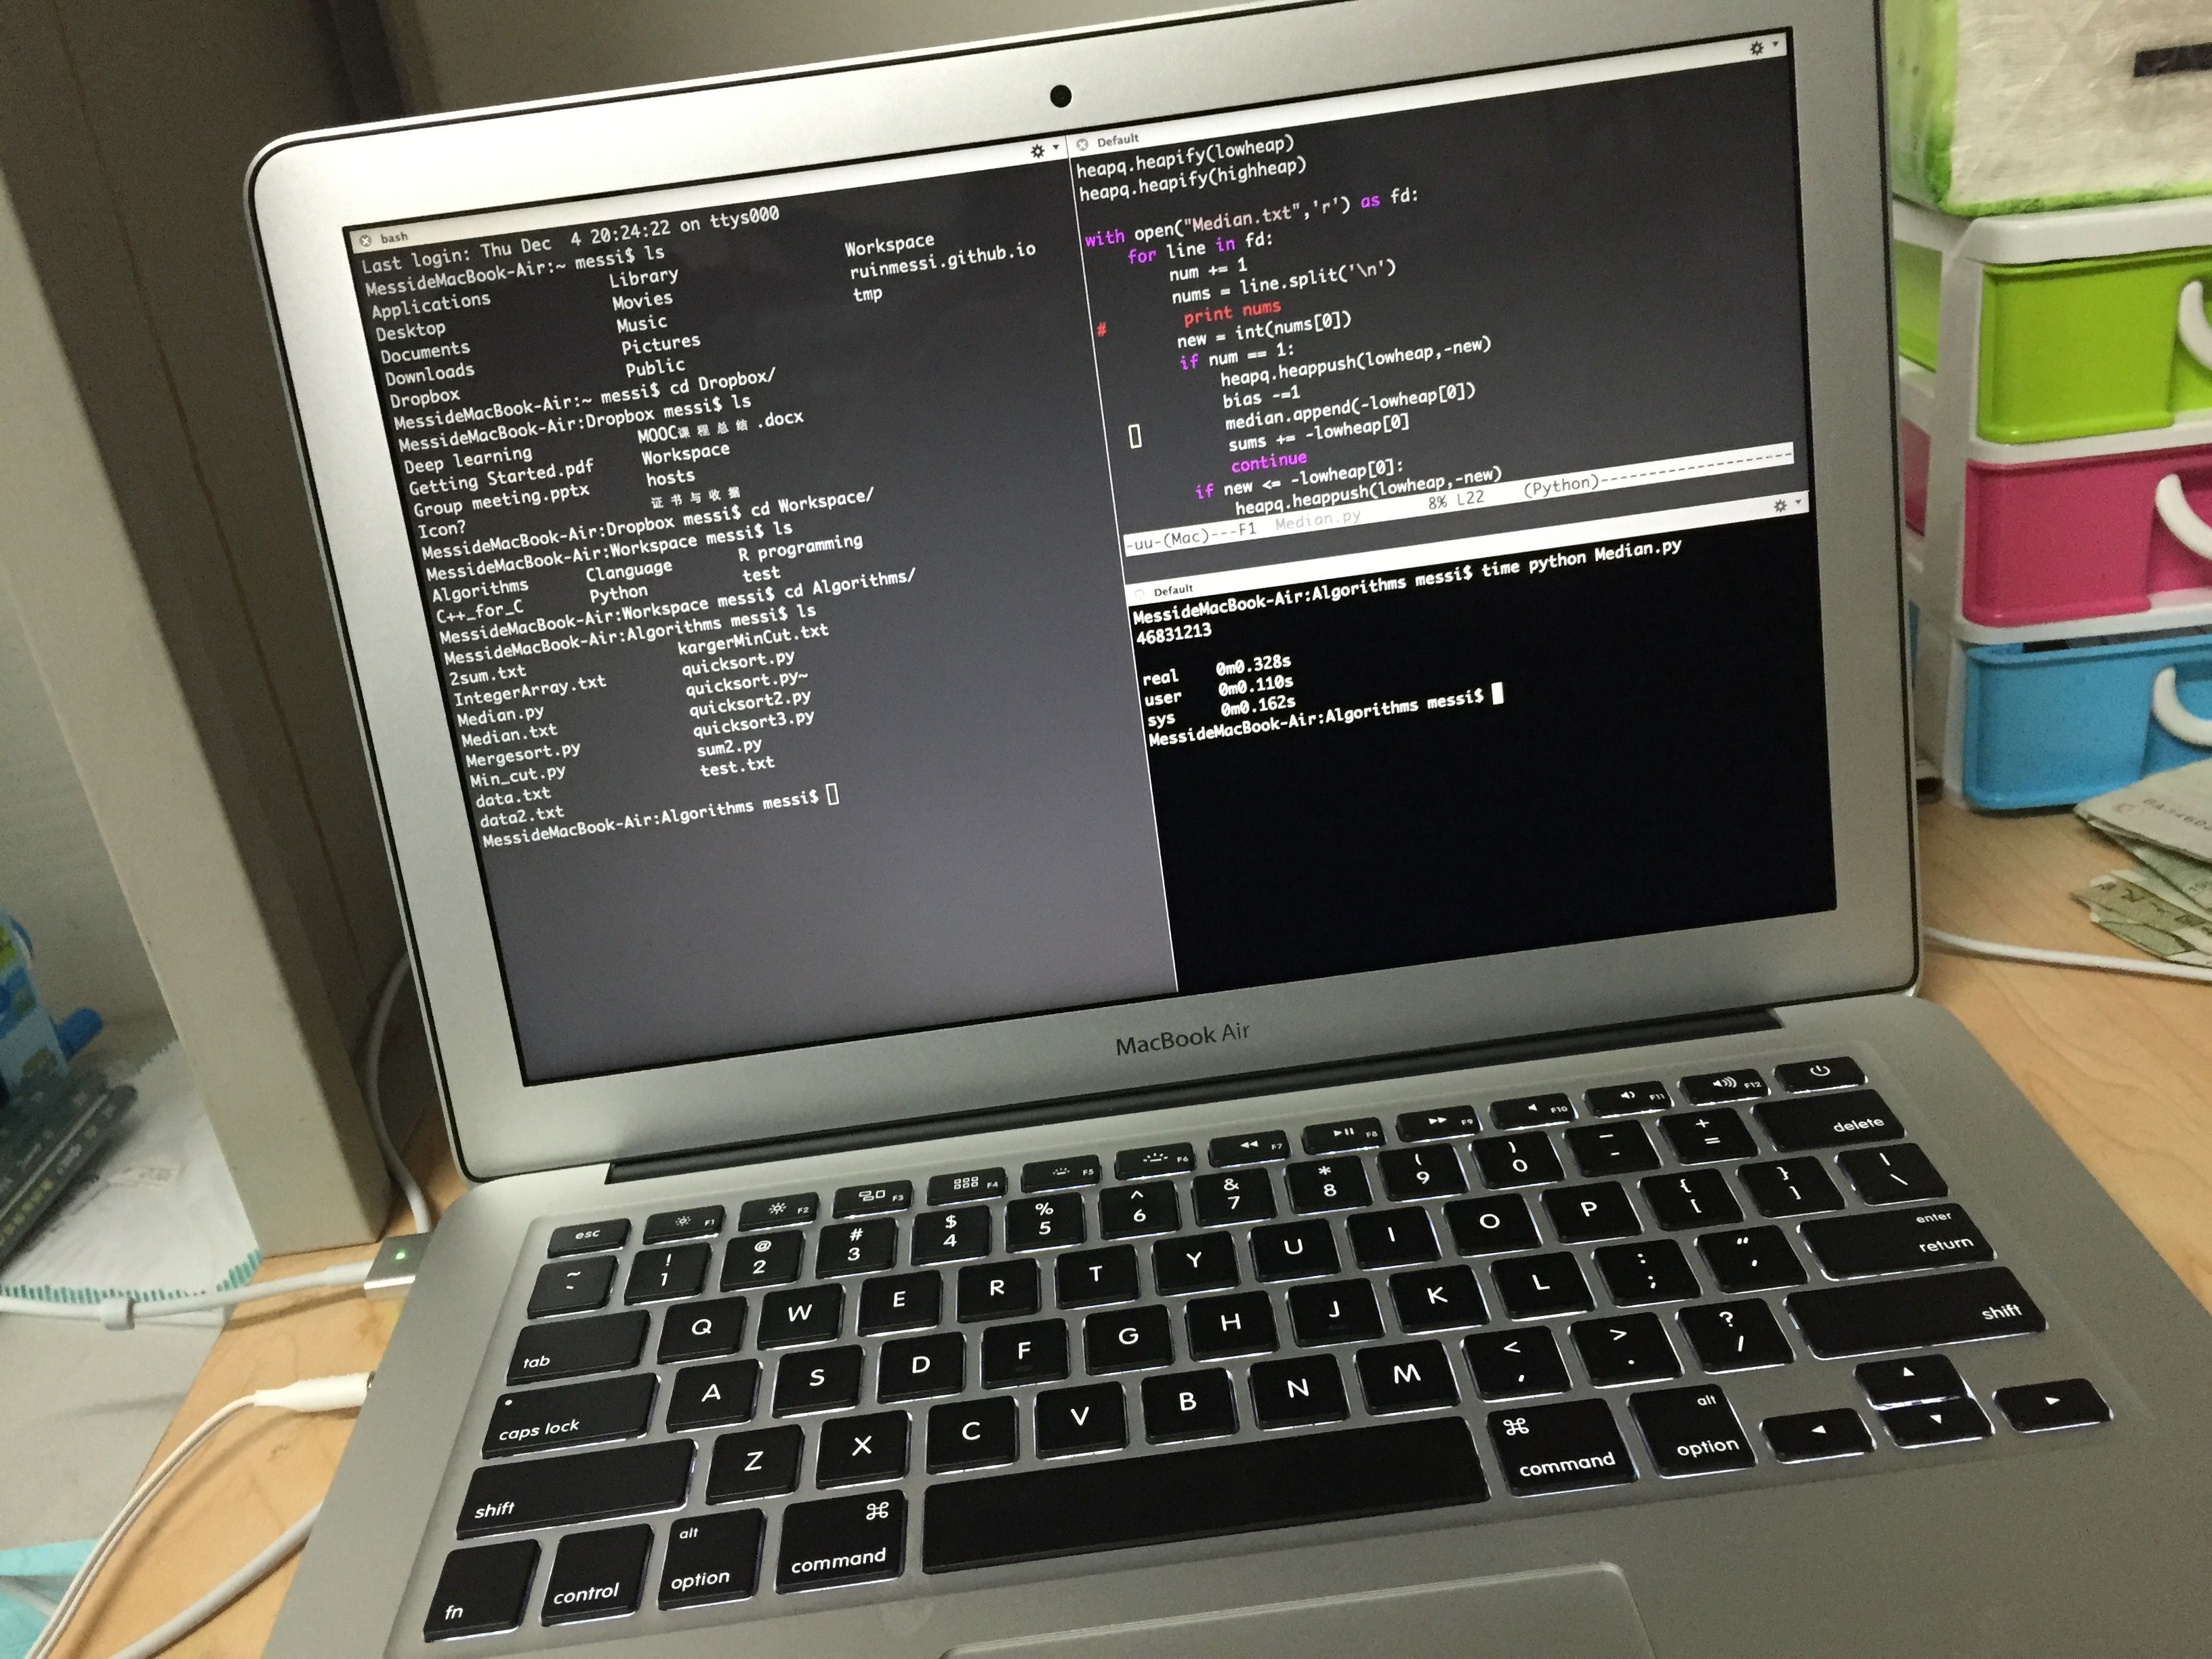 bash
Last login: Thu Dec  4 20:24:22 on ttys000
MessideMacBook-Air:~ messi$ ls
Applications Library Workspace
Desktop Movies ruinmessi.github.io
Documents Music tmp
Downloads Pictures
Dropbox Public
MessideMacBook-Air:~ messi$ cd Dropbox/
MessideMacBook-Air:Dropbox messi$ ls
Deep learning MOOC课程总结.docx
Getting Started.pdf Workspace
Group meeting.pptx hosts
Icon? 证书与收据
MessideMacBook-Air:Dropbox messi$ cd Workspace/
MessideMacBook-Air:Workspace messi$ ls
Algorithms Clanguage R programming
C++_for_C Python test
MessideMacBook-Air:Workspace messi$ cd Algorithms/
MessideMacBook-Air:Algorithms messi$ ls
2sum.txt kargerMinCut.txt
IntegerArray.txt quicksort.py
Median.py quicksort.py~
Median.txt quicksort2.py
Mergesort.py quicksort3.py
Min_cut.py sum2.py
data.txt test.txt
data2.txt
MessideMacBook-Air:Algorithms messi$
Default
heapq.heapify(lowheap)
heapq.heapify(highheap)
with open("Median.txt",'r') as fd:
for line in fd:
num += 1
nums = line.split('\n')
# print nums
new = int(nums[0])
if num == 1:
heapq.heappush(lowheap,-new)
bias -=1
median.append(-lowheap[0])
sums += -lowheap[0]
continue
if new <= -lowheap[0]:
heapq.heappush(lowheap,-new)
-uu-(Mac)---F1 Median.py 8% L22 (Python)--------------------
Default
MessideMacBook-Air:Algorithms messi$ time python Median.py
46831213
real 0m0.328s
user 0m0.110s
sys 0m0.162s
MessideMacBook-Air:Algorithms messi$
MacBook Air
esc F1 F2 F3 F4 F5 F6 F7 F8 F9 F10 F11 F12
~ ! @ # $ % ^ & * ( ) — +
` 1 2 3 4 5 6 7 8 9 0 - = delete
tab Q W E R T Y U I O P { [ } ] | \
caps lock A S D F G H J K L : ; " ' enter return
shift Z X C V B N M < , > . ? / shift
fn control alt option ⌘ command ⌘ command alt option